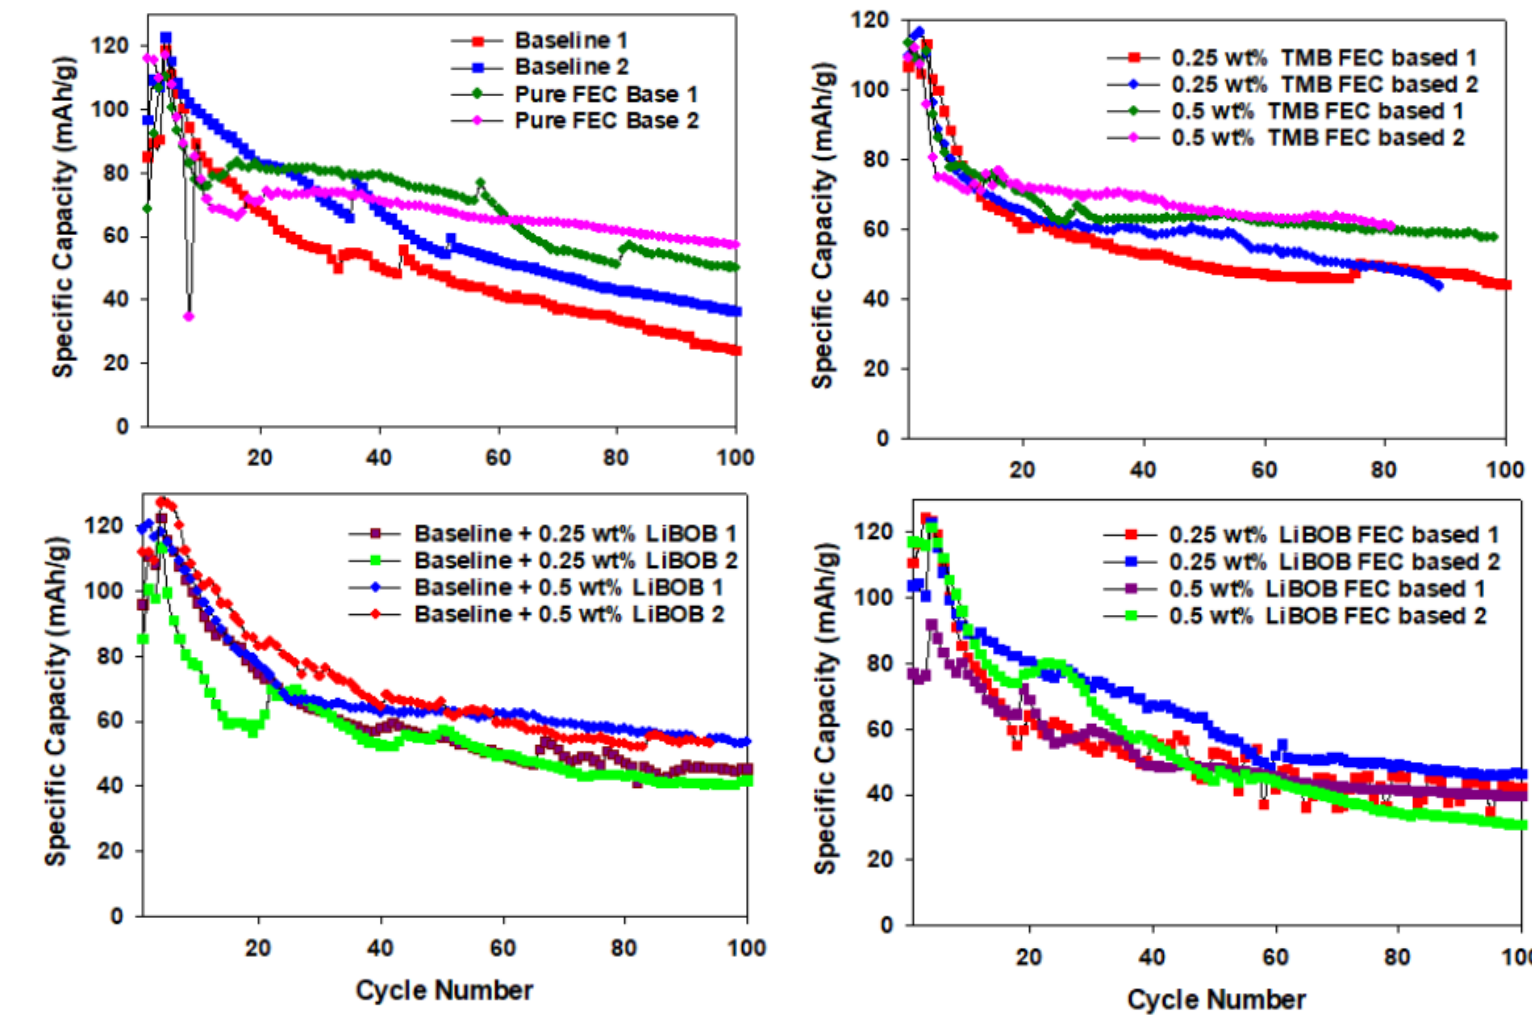 Specific Capacity (mAh/g)
120
100
80
60
40
20
0
Baseline 1
Baseline 2
Pure FEC Base 1
Pure FEC Base 2
20 40 60 80 100
Specific Capacity (mAh/g)
120
100
80
60
40
20
0
0.25 wt% TMB FEC based 1
0.25 wt% TMB FEC based 2
0.5 wt% TMB FEC based 1
0.5 wt% TMB FEC based 2
20 40 60 80 100
Specific Capacity (mAh/g)
120
100
80
60
40
20
0
Baseline + 0.25 wt% LiBOB 1
Baseline + 0.25 wt% LiBOB 2
Baseline + 0.5 wt% LiBOB 1
Baseline + 0.5 wt% LiBOB 2
20 40 60 80 100
Cycle Number
Specific Capacity (mAh/g)
120
100
80
60
40
20
0
0.25 wt% LiBOB FEC based 1
0.25 wt% LiBOB FEC based 2
0.5 wt% LiBOB FEC based 1
0.5 wt% LiBOB FEC based 2
20 40 60 80 100
Cycle Number